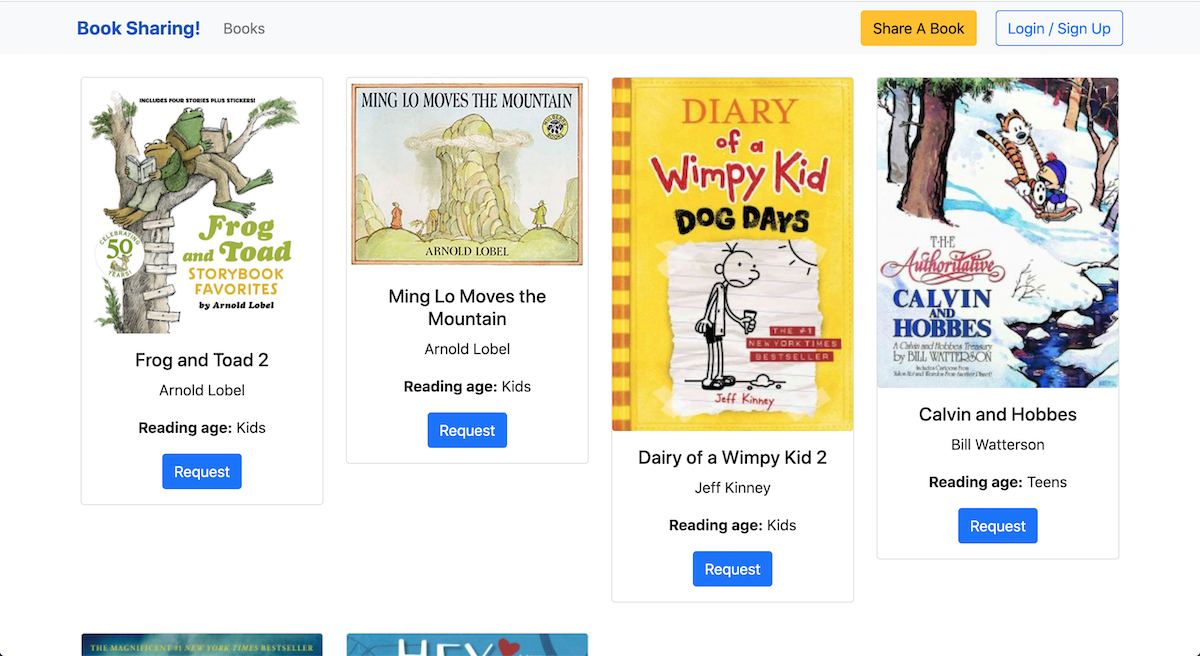 Book Sharing!
Books
Share A Book
Login / Sign Up
INCLUDES FOUR STORIES PLUS STICKERS!
CELEBRATING
50
YEARS!
Frog
and Toad
STORYBOOK
FAVORITES
by Arnold Lobel
Frog and Toad 2
Arnold Lobel
Reading age: Kids
Request
MING LO MOVES THE MOUNTAIN
MULBERRY
BOOKS
ARNOLD LOBEL
Ming Lo Moves the
Mountain
Arnold Lobel
Reading age: Kids
Request
DIARY
of a
Wimpy Kid
DOG DAYS
THE #1
NEW YORK TIMES
BESTSELLER
Jeff Kinney
Dairy of a Wimpy Kid 2
Jeff Kinney
Reading age: Kids
Request
THE
Authoritative
CALVIN
AND
HOBBES
A Calvin and Hobbes Treasury
by BILL WATTERSON
Includes Cartoons From
Calvin and Hobbes
Bill Watterson
Reading age: Teens
Request
THE MAGNIFICENT #1 NEW YORK TIMES BESTSELLER
HEY